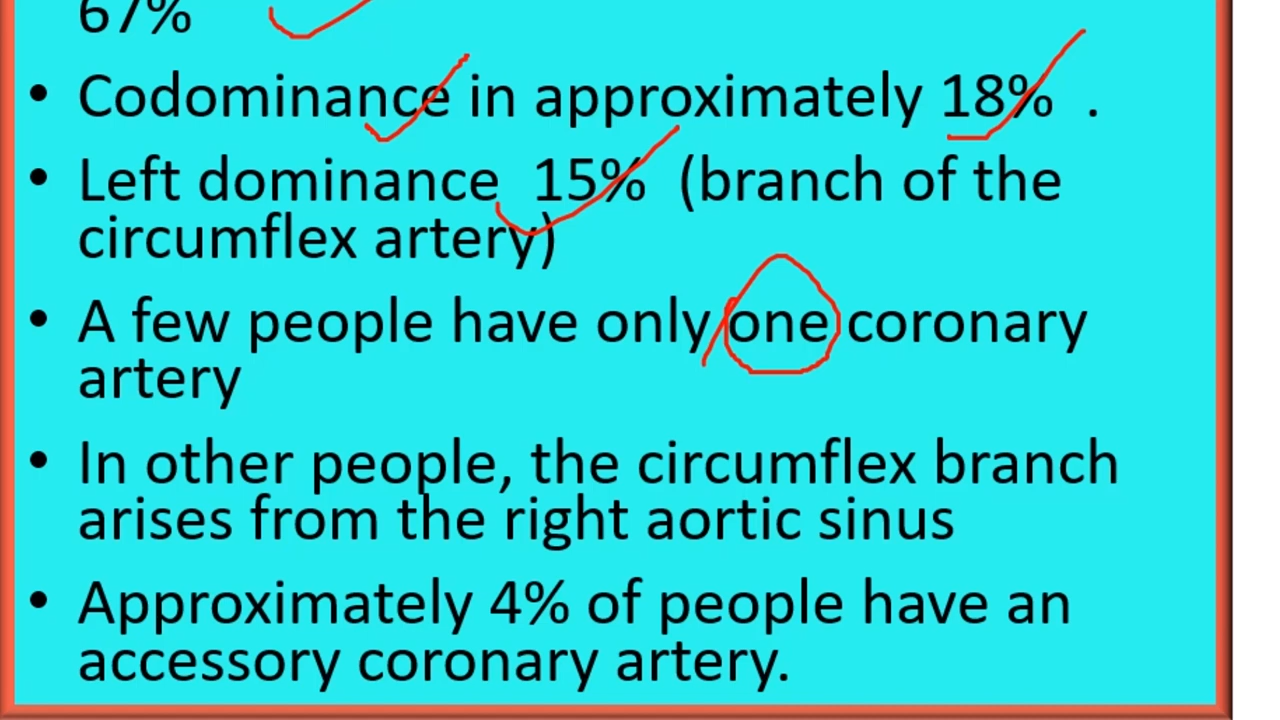 67%
• Codominance in approximately 18% .
• Left dominance 15% (branch of the
circumflex artery)
• A few people have only one coronary
artery
• In other people, the circumflex branch
arises from the right aortic sinus
• Approximately 4% of people have an
accessory coronary artery.